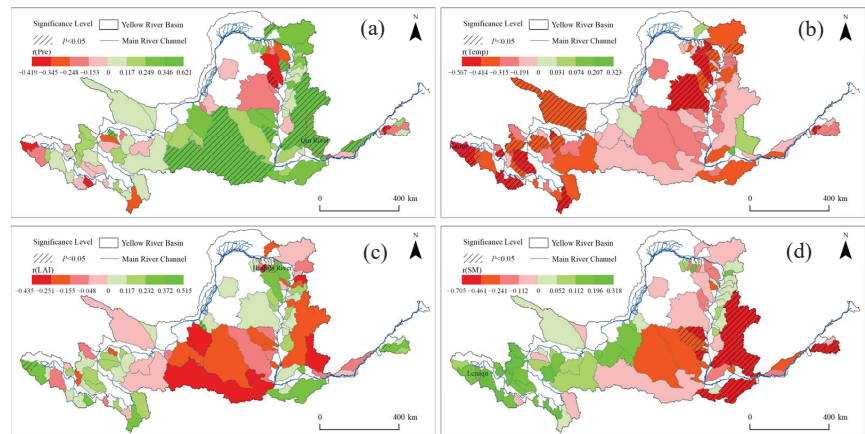 (a)
N
Significance Level
Yellow River Basin
P<0.05
Main River Channel
r(Pre)
−0.419 −0.345 −0.248 −0.153 0 0.117 0.249 0.346 0.621
Qin River
0 400 km
(b)
N
Significance Level
Yellow River Basin
P<0.05
Main River Channel
r(Temp)
−0.567 −0.414 −0.315 −0.191 0 0.031 0.074 0.207 0.323
0 400 km
(c)
N
Significance Level
Yellow River Basin
P<0.05
Main River Channel
r(LAI)
−0.435 −0.251 −0.155 −0.048 0 0.117 0.232 0.372 0.515
River
0 400 km
(d)
N
Significance Level
Yellow River Basin
P<0.05
Main River Channel
r(SM)
−0.705 −0.461 −0.241 −0.112 0 0.052 0.112 0.196 0.318
0 400 km